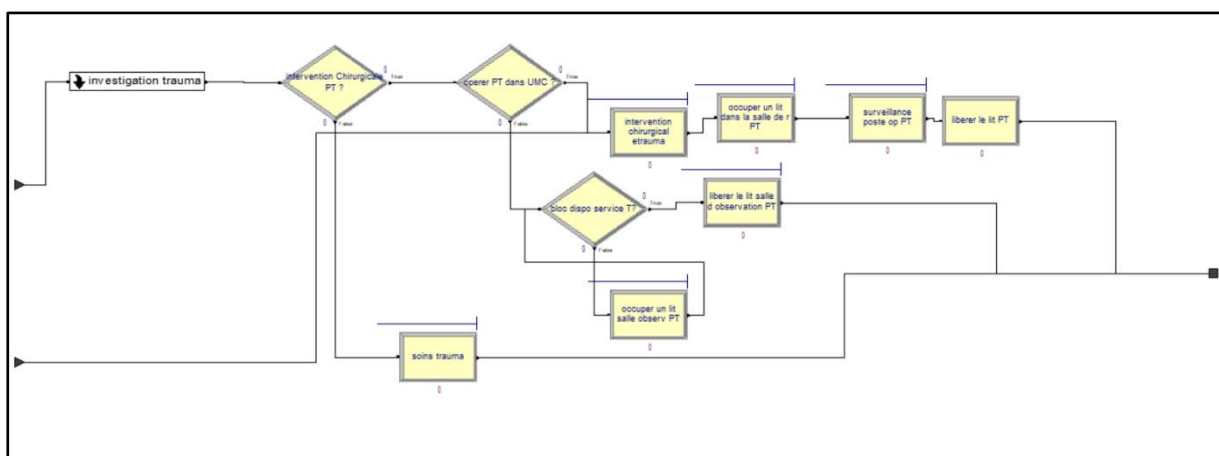 investigation trauma
intervention Chirurgicale
PT ?
0
True
0
False
operer PT dans UMC ?
0
True
0
False
intervention
chirurgical
etrauma
0
occuper un lit
dans la salle de r
PT
0
surveillance
poste op PT
0
liberer le lit PT
0
bloc dispo service T?
0
True
0
False
liberer le lit salle
d observation PT
0
occuper un lit
salle observ PT
0
soins trauma
0